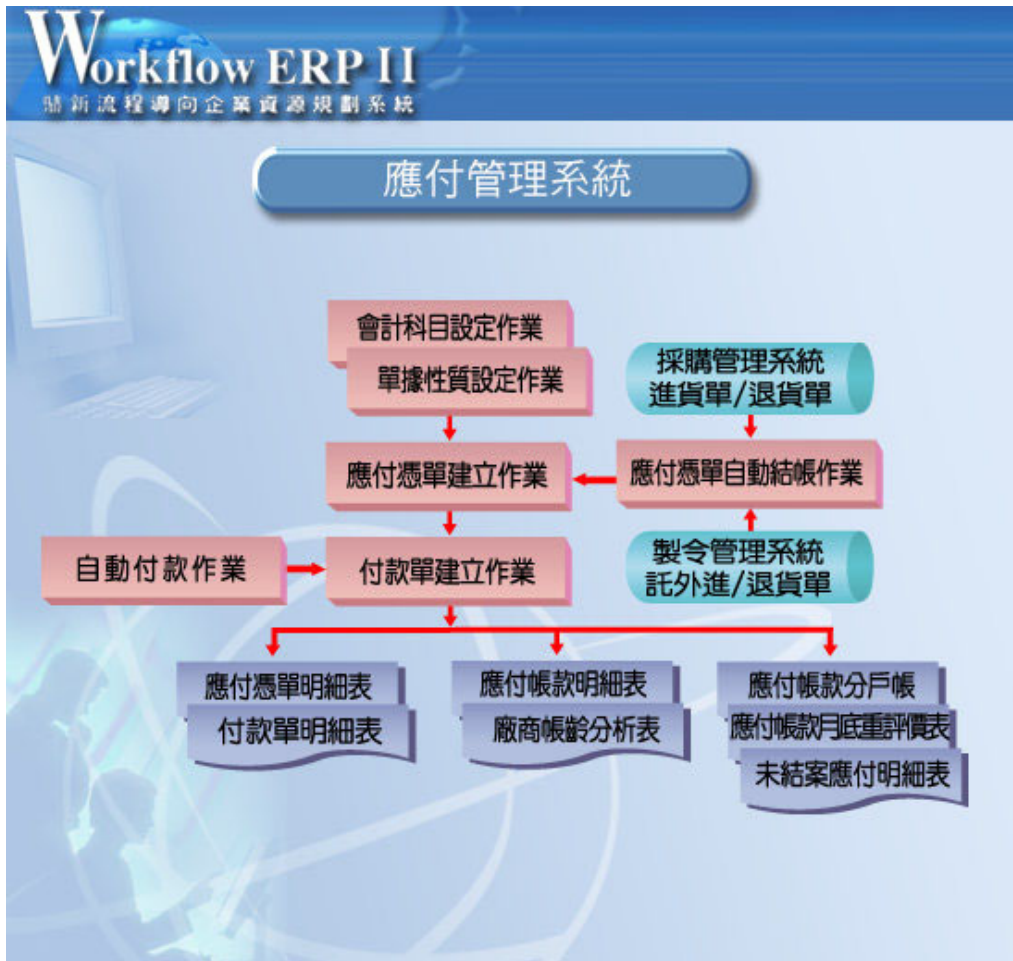 Workflow ERP II
鼎新流程導向企業資源規劃系統
應付管理系統
會計科目設定作業
單據性質設定作業
採購管理系統
進貨單/退貨單
應付憑單建立作業
應付憑單自動結帳作業
自動付款作業
付款單建立作業
製令管理系統
託外進/退貨單
應付憑單明細表
付款單明細表
應付帳款明細表
廠商帳齡分析表
應付帳款分戶帳
應付帳款月底重評價表
未結案應付明細表